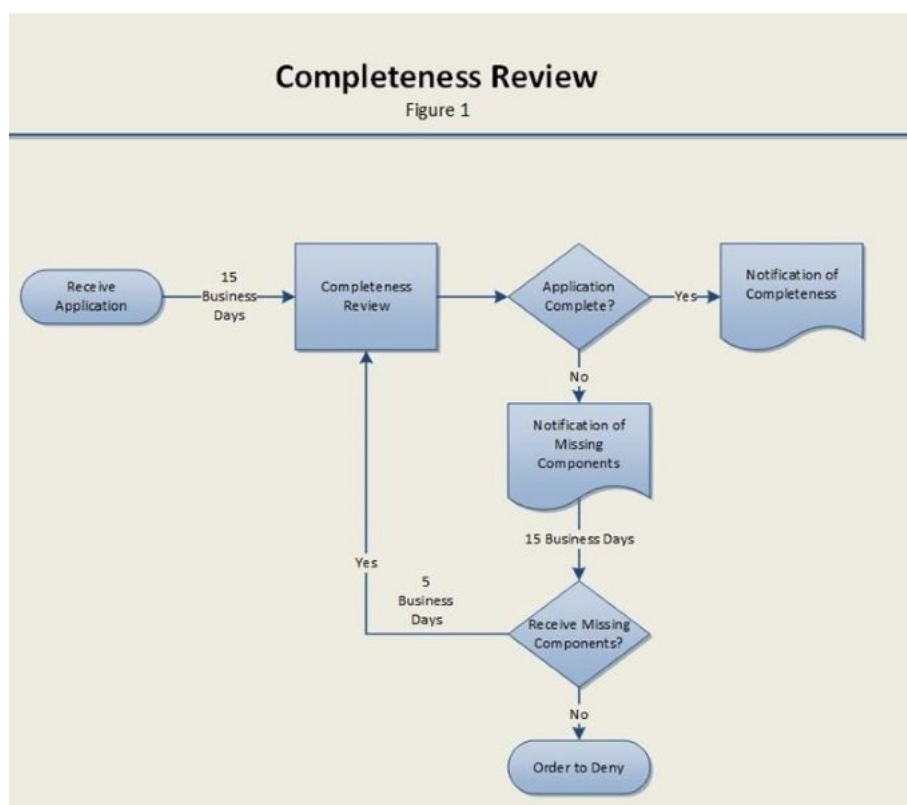 Completeness Review
Figure 1
Receive
Application
15
Business
Days
Completeness
Review
Application
Complete?
Yes
Notification of
Completeness
No
Notification of
Missing
Components
15 Business Days
Receive Missing
Components?
5
Business
Days
Yes
No
Order to Deny